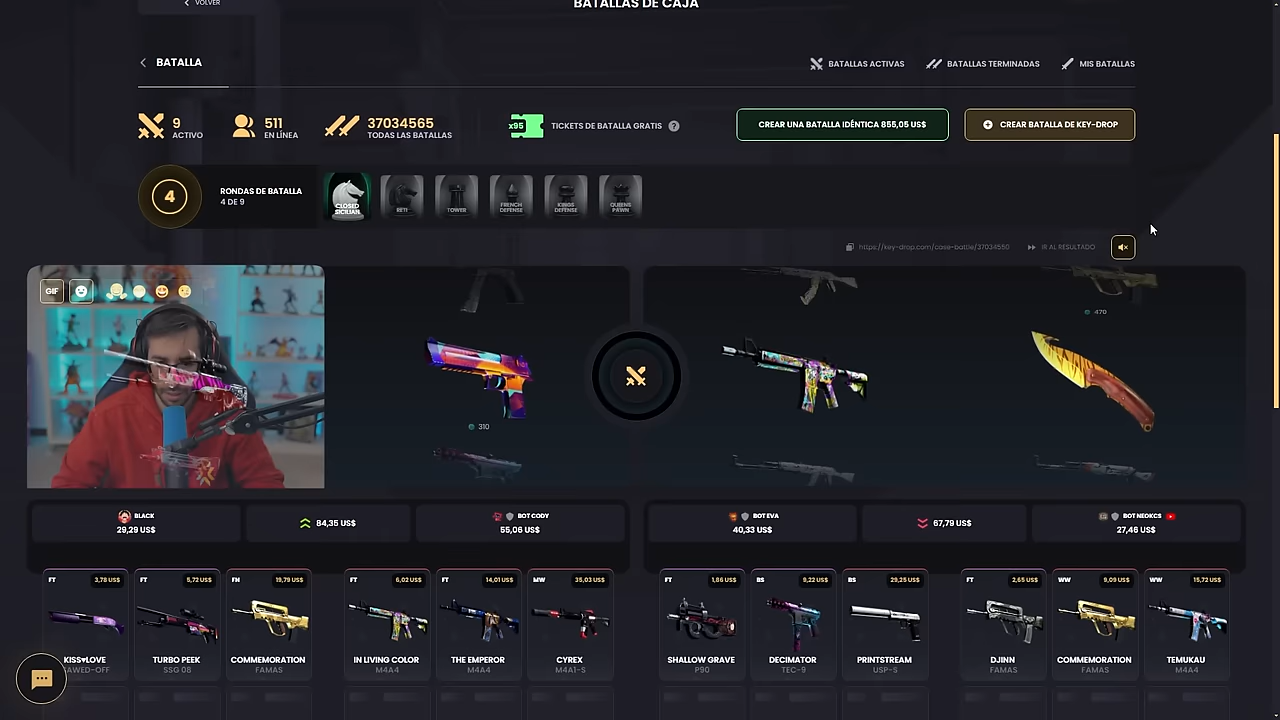 VOLVER
BATALLAS DE CAJA
BATALLA
BATALLAS ACTIVAS
BATALLAS TERMINADAS
MIS BATALLAS
9
ACTIVO
511
EN LÍNEA
37034565
TODAS LAS BATALLAS
x95
TICKETS DE BATALLA GRATIS
?
CREAR UNA BATALLA IDÉNTICA 855,05 US$
CREAR BATALLA DE KEY-DROP
4
RONDAS DE BATALLA
4 DE 9
CLOSED SICILIAN
RETI
TOWER
FRENCH DEFENSE
KINGS DEFENSE
QUEENS PAWN
https://key-drop.com/case-battle/37034550
IR AL RESULTADO
GIF
470
310
BLACK
29,29 US$
84,35 US$
BOT CODY
55,06 US$
BOT EVA
40,33 US$
67,79 US$
BOT NEOKCS
27,46 US$
FT 3,78 US$
FT 5,72 US$
FN 19,79 US$
FT 6,02 US$
FT 14,01 US$
MW 35,03 US$
FT 1,86 US$
BS 9,22 US$
BS 29,25 US$
FT 2,65 US$
WW 9,09 US$
WW 15,72 US$
KISS♥LOVE
TURBO PEEK
COMMEMORATION
IN LIVING COLOR
THE EMPEROR
CYREX
SHALLOW GRAVE
DECIMATOR
PRINTSTREAM
DJINN
COMMEMORATION
TEMUKAU
AWED-OFF
SSG 08
FAMAS
M4A4
M4A4
M4A1-S
P90
TEC-9
USP-S
FAMAS
FAMAS
M4A4